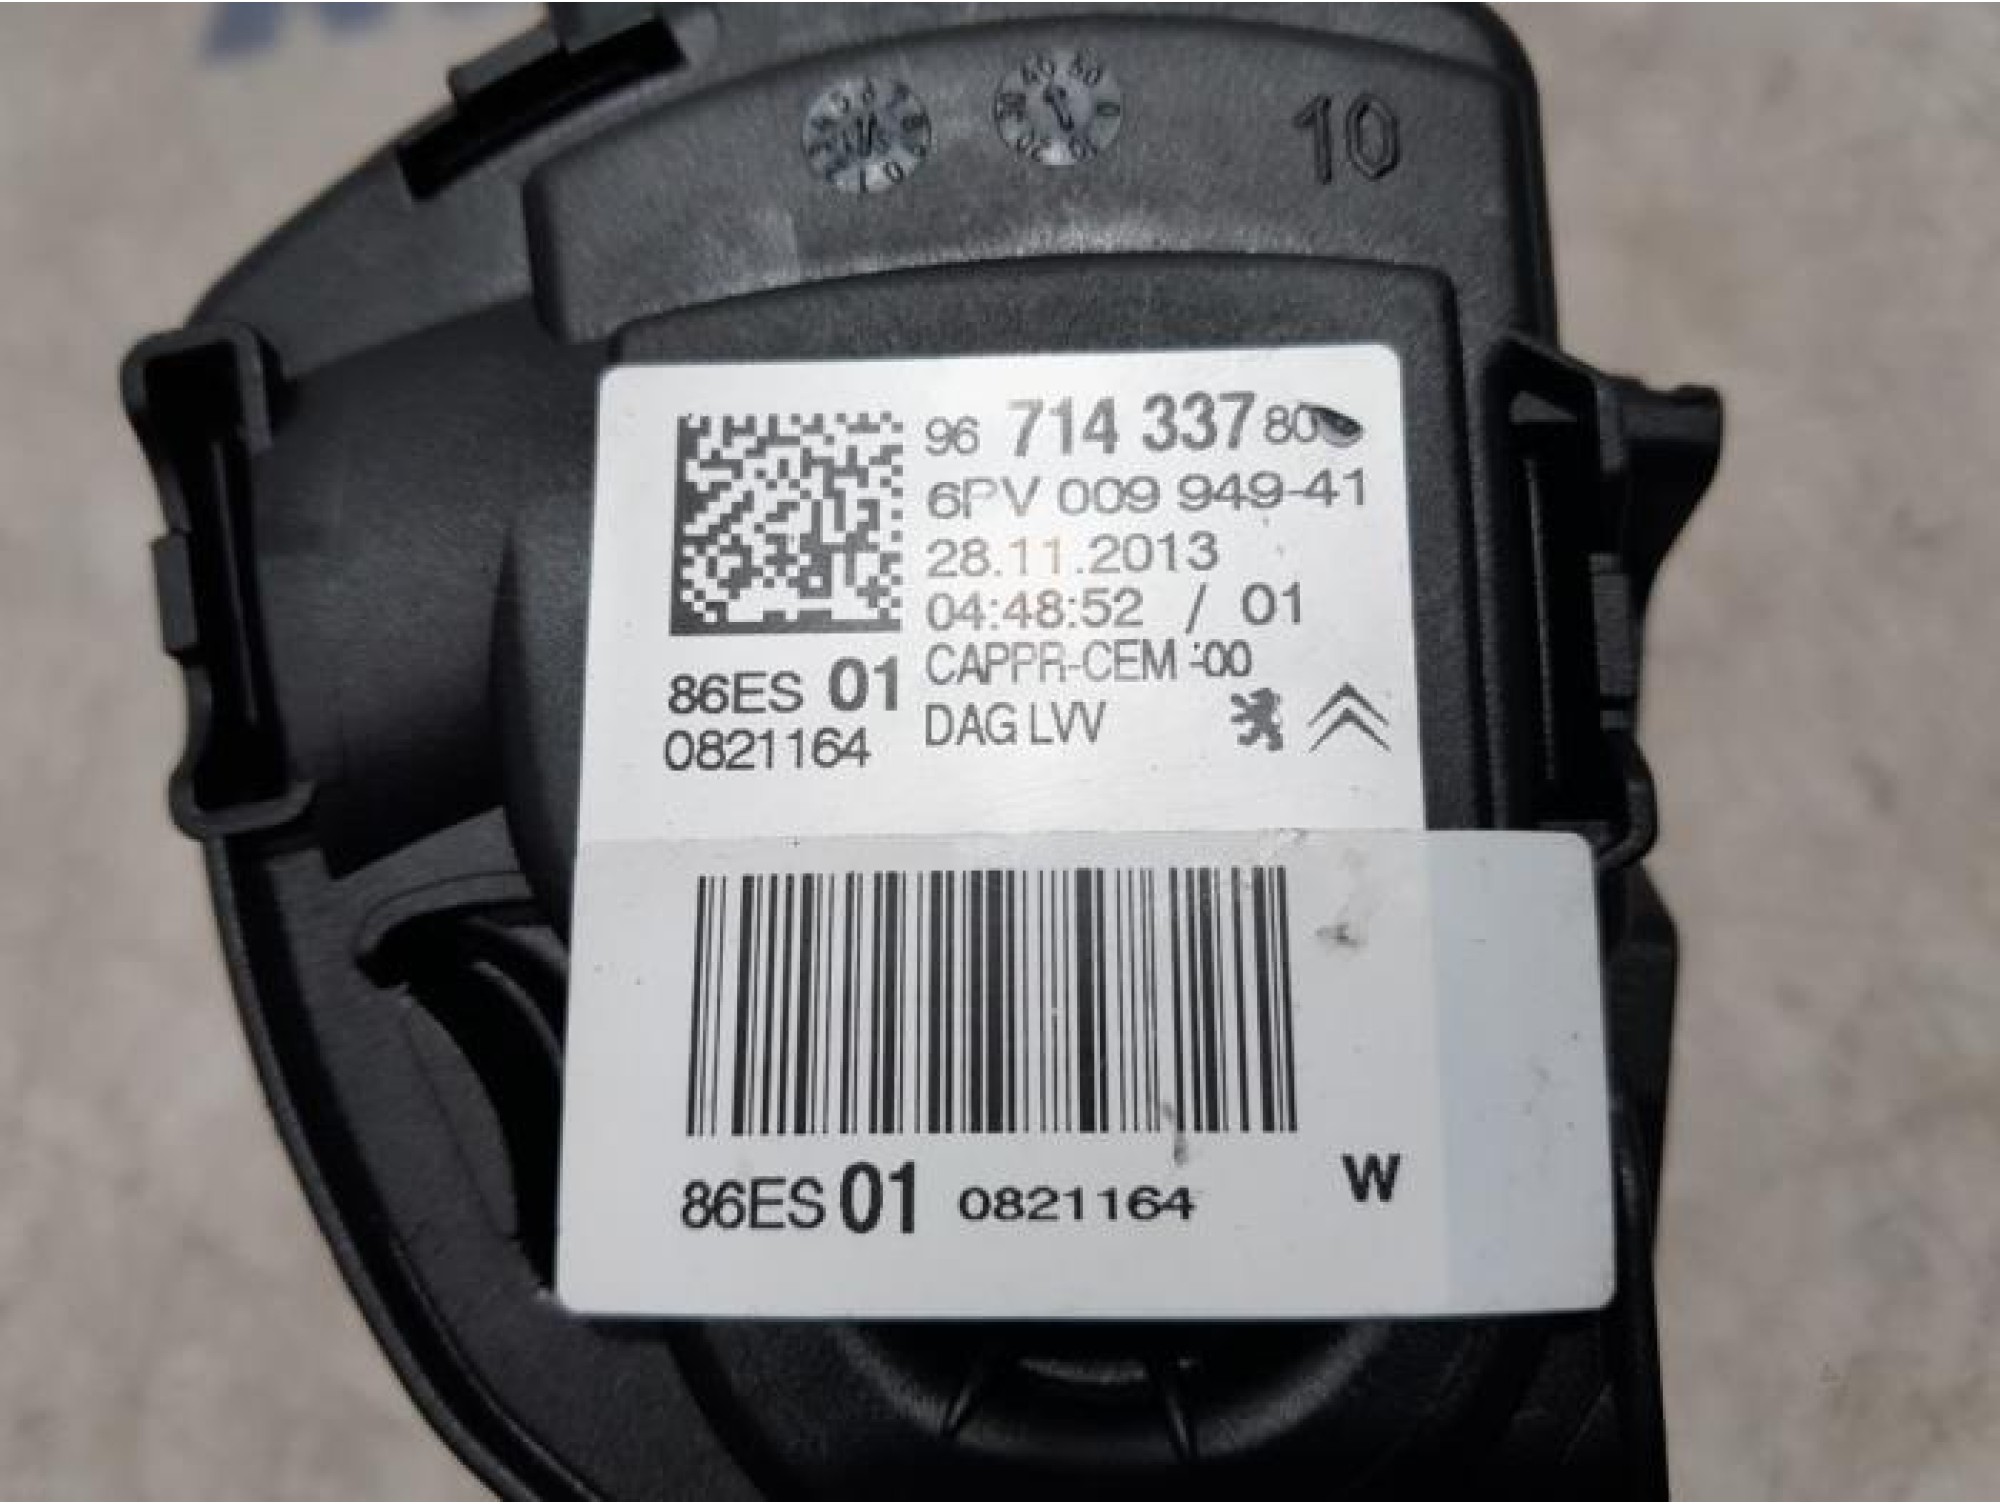 10
96 714 337 80
6PV 009 949-41
28.11.2013
04:48:52 / 01
CAPPR-CEM :00
DAG LVV
86ES 01
0821164
86ES 01 0821164
W